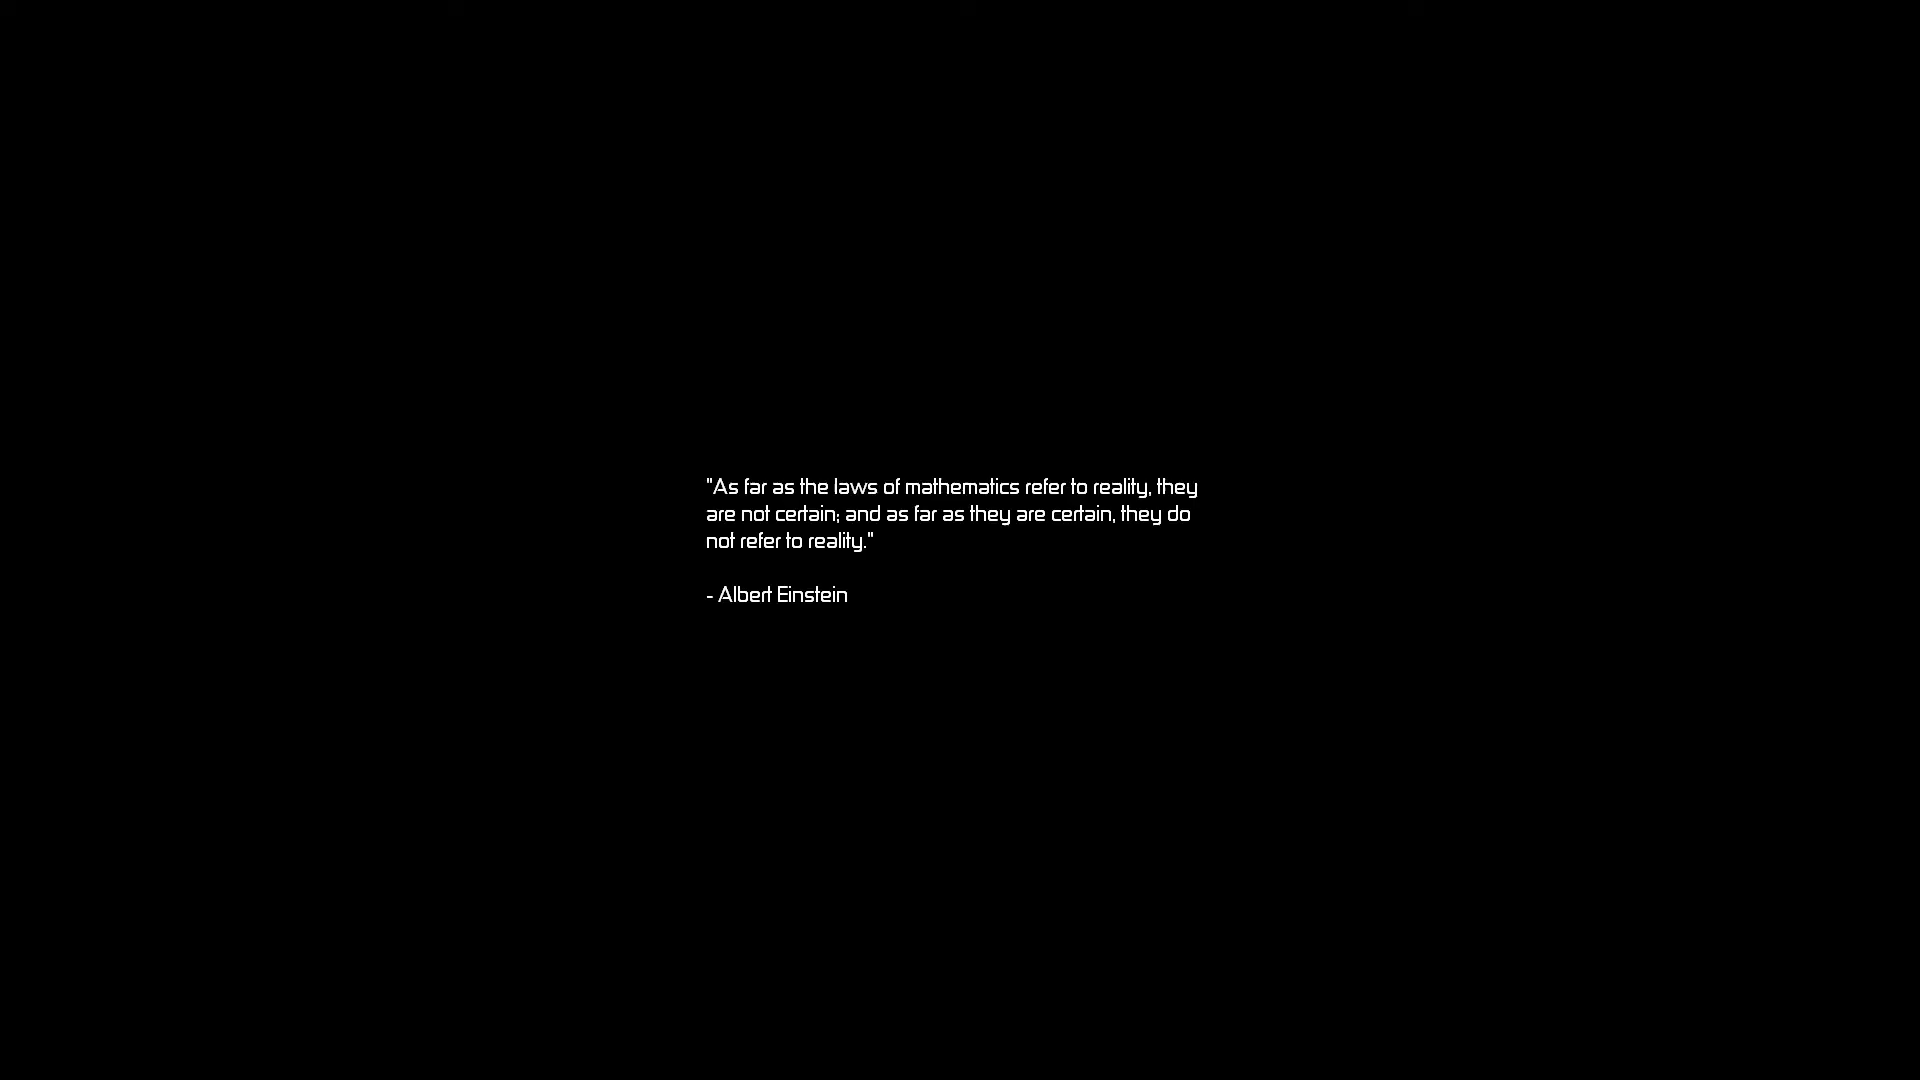 "As far as the laws of mathematics refer to reality, they
are not certain; and as far as they are certain, they do
not refer to reality."
- Albert Einstein